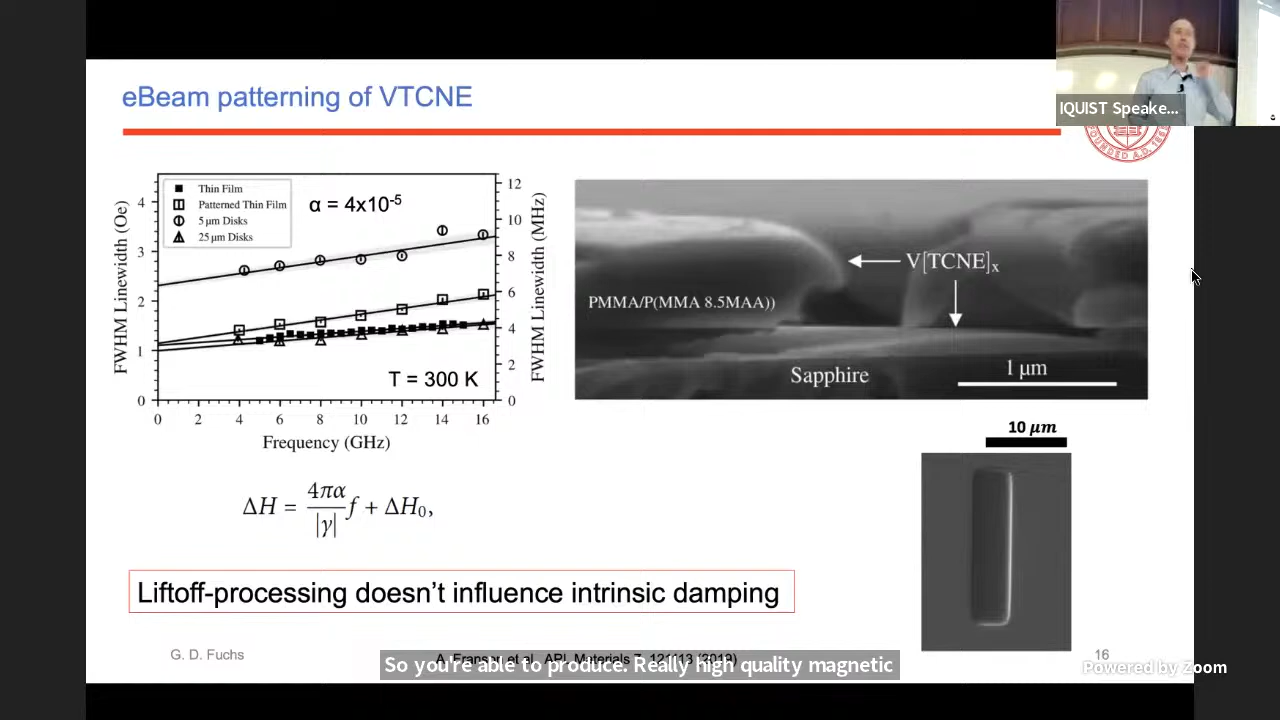 IQUIST Speake...
eBeam patterning of VTCNE
FOUNDED A.D.
Thin Film
Patterned Thin Film
5 μm Disks
25 μm Disks
α = 4x10⁻⁵
T = 300 K
FWHM Linewidth (Oe)
4
3
2
1
0
FWHM Linewidth (MHz)
12
10
8
6
4
2
0
0 2 4 6 8 10 12 14 16
Frequency (GHz)
V[TCNE]ₓ
PMMA/P(MMA 8.5MAA))
Sapphire
1 μm
10 μm
ΔH = 4πα/|γ| f + ΔH₀,
Liftoff-processing doesn't influence intrinsic damping
G. D. Fuchs
16
So you're able to produce. Really high quality magnetic
Powered by Zoom